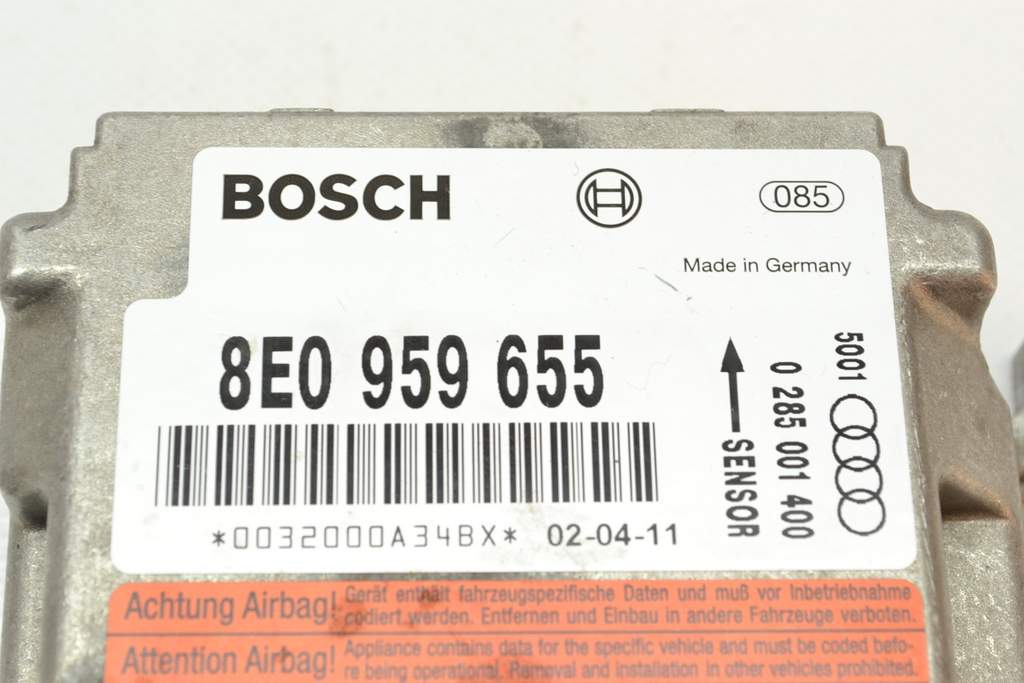 BOSCH
085
Made in Germany
8E0 959 655
*0032000A34BX* 02-04-11
SENSOR
0 285 001 400
5001
Achtung Airbag!
Gerät enthält fahrzeugspezifische Daten und muß vor Inbetriebnahme
codiert werden. Entfernen und Einbau in andere Fahrzeuge verboten.
Attention Airbag!
Appliance contains data for the specific vehicle and must be coded befo-
re being operational. Removal and installation in other vehicles prohibited.